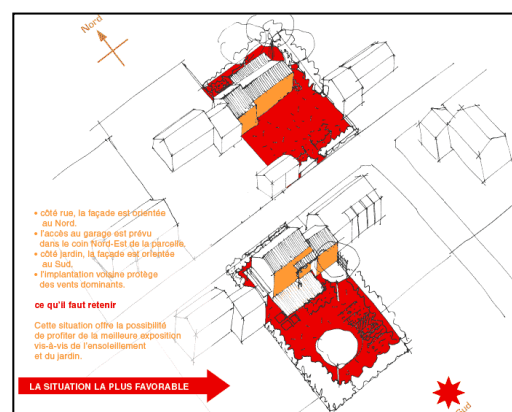 Nord
• côté rue, la façade est orientée
au Nord.
• l'accès au garage est prévu
dans le coin Nord-Est de la parcelle.
• côté jardin, la façade est orientée
au Sud.
• l'implantation voisine protège
des vents dominants.
ce qu'il faut retenir
Cette situation offre la possibilité
de profiter de la meilleure exposition
vis-à-vis de l'ensoleillement
et du jardin.
LA SITUATION LA PLUS FAVORABLE
Sud